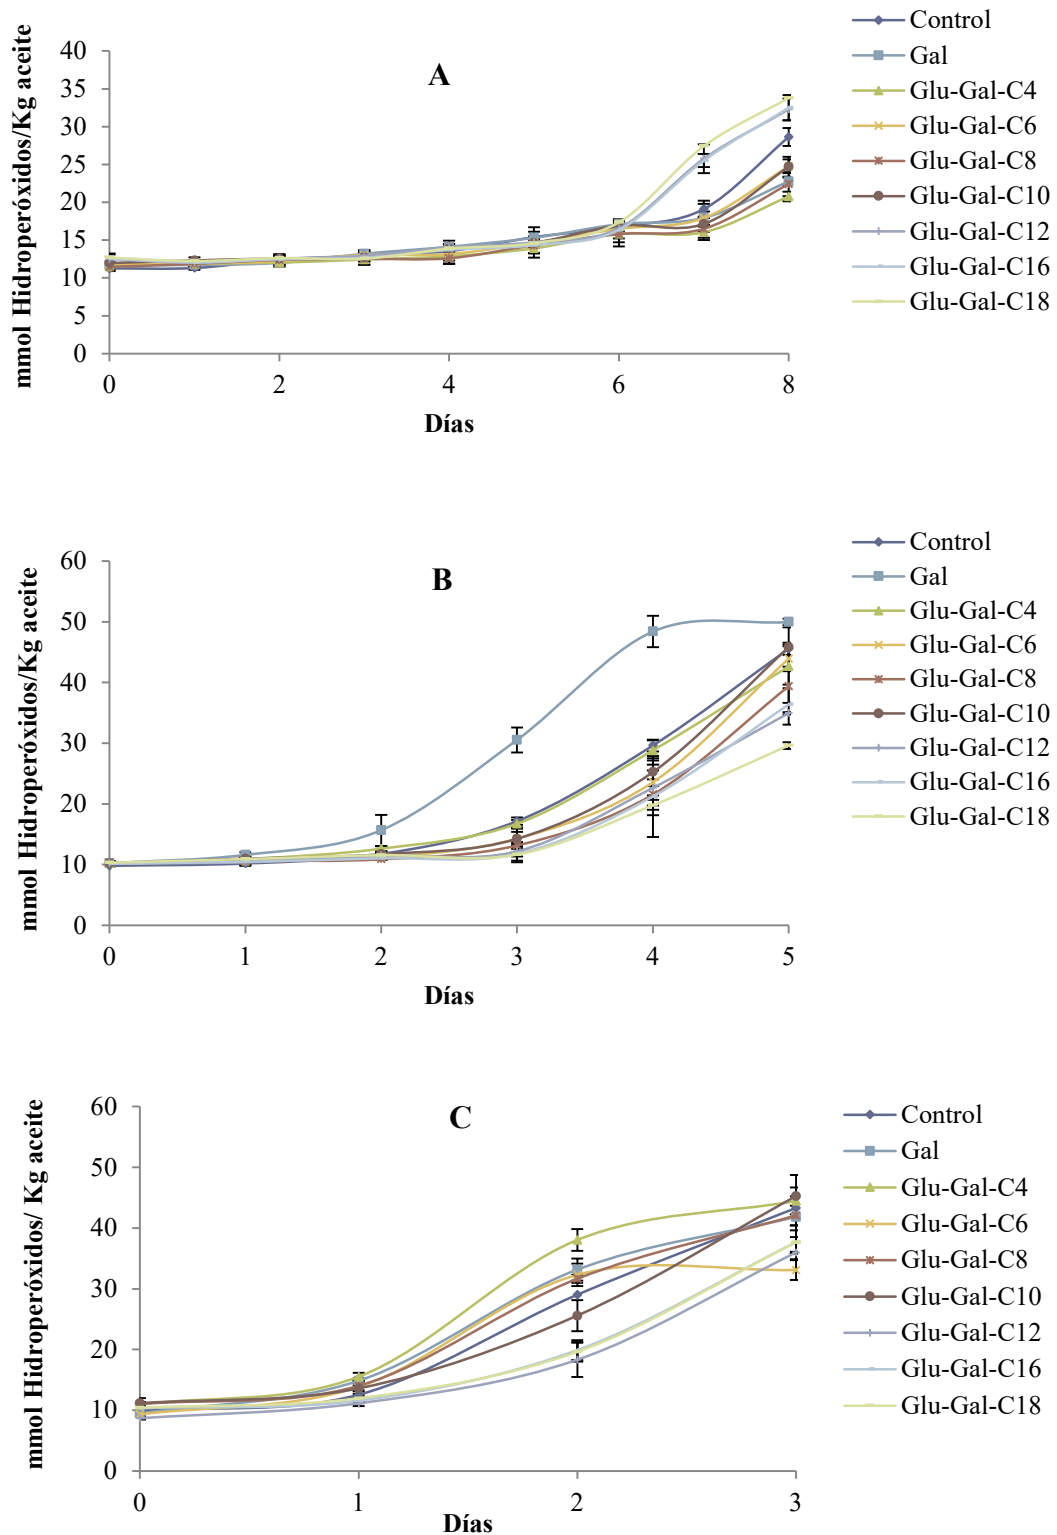 A
mmol Hidroperóxidos/Kg aceite
40
35
30
25
20
15
10
5
0
0 2 4 6 8
Días
Control
Gal
Glu-Gal-C4
Glu-Gal-C6
Glu-Gal-C8
Glu-Gal-C10
Glu-Gal-C12
Glu-Gal-C16
Glu-Gal-C18
B
mmol Hidroperóxidos/Kg aceite
60
50
40
30
20
10
0
0 1 2 3 4 5
Días
Control
Gal
Glu-Gal-C4
Glu-Gal-C6
Glu-Gal-C8
Glu-Gal-C10
Glu-Gal-C12
Glu-Gal-C16
Glu-Gal-C18
C
mmol Hidroperóxidos/ Kg aceite
60
50
40
30
20
10
0
0 1 2 3
Días
Control
Gal
Glu-Gal-C4
Glu-Gal-C6
Glu-Gal-C8
Glu-Gal-C10
Glu-Gal-C12
Glu-Gal-C16
Glu-Gal-C18